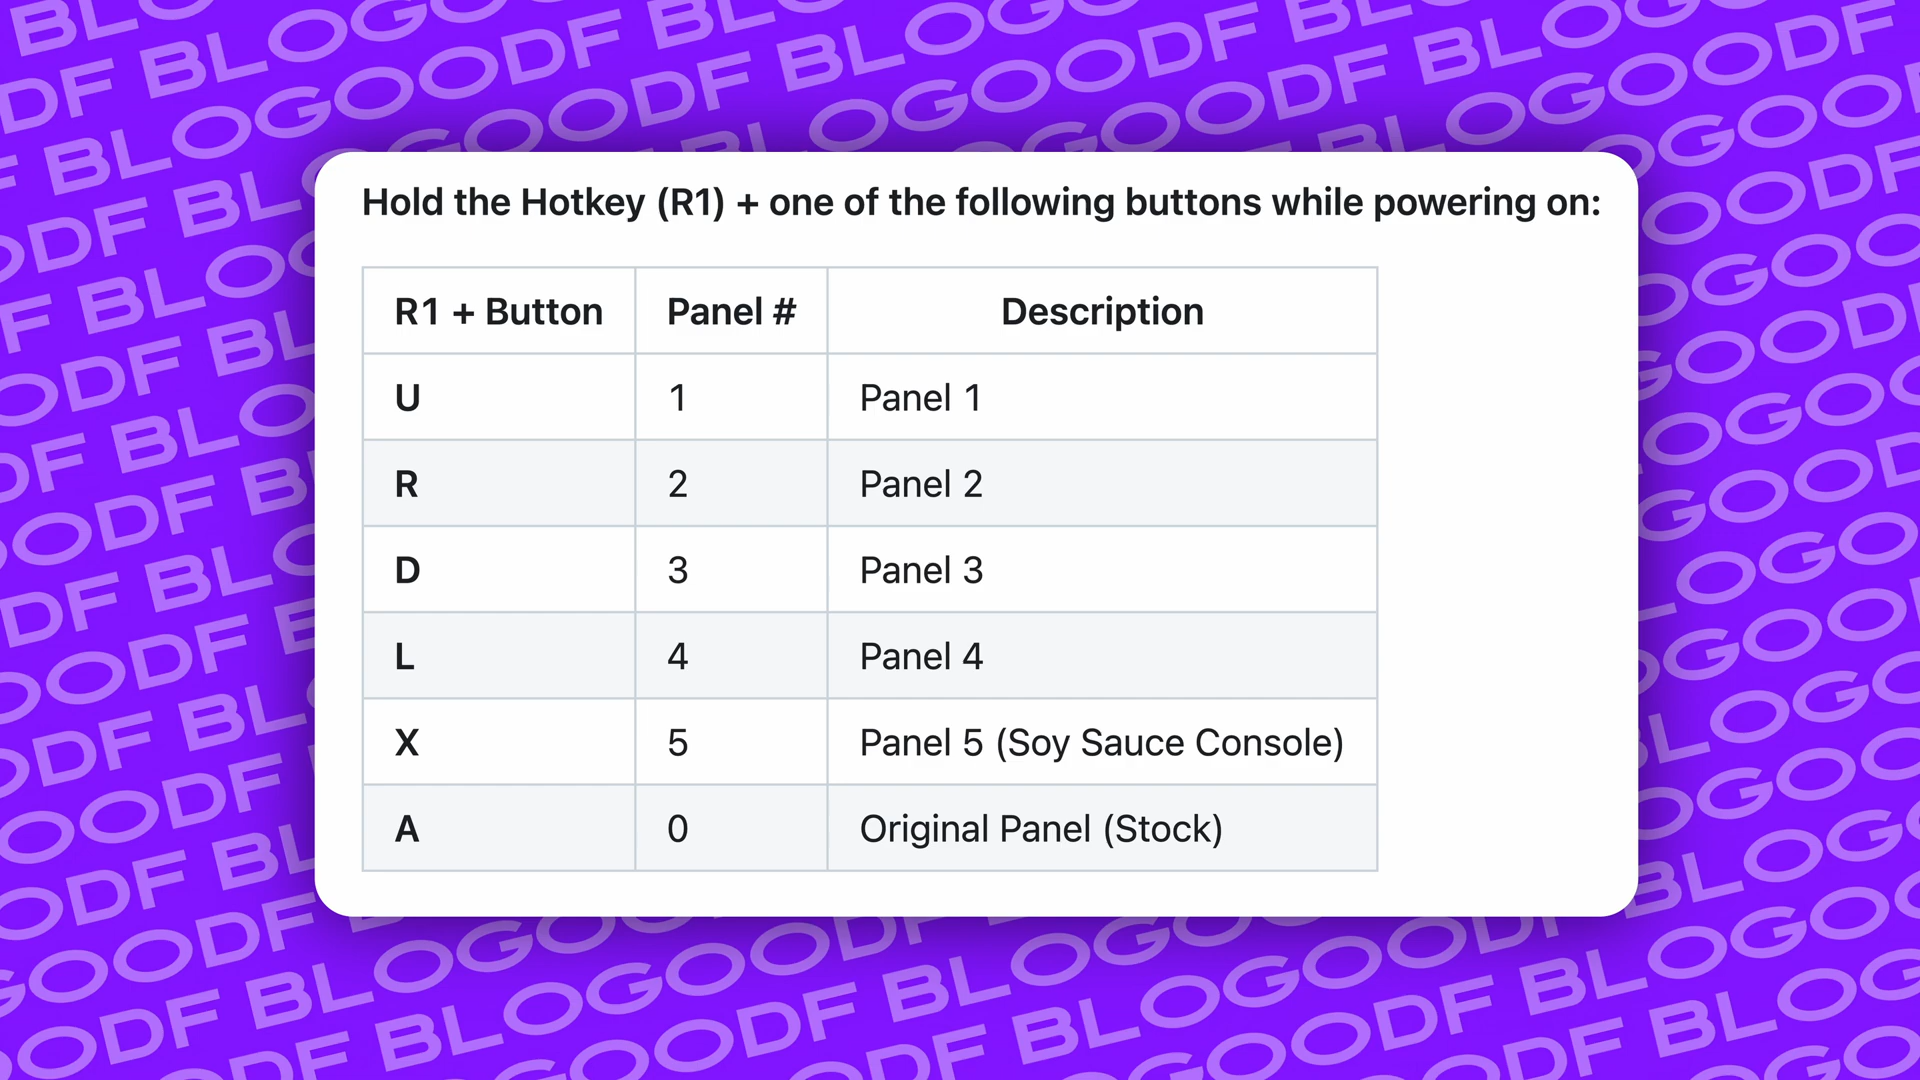 Hold the Hotkey (R1) + one of the following buttons while powering on:
R1 + Button Panel # Description
U 1 Panel 1
R 2 Panel 2
D 3 Panel 3
L 4 Panel 4
X 5 Panel 5 (Soy Sauce Console)
A 0 Original Panel (Stock)